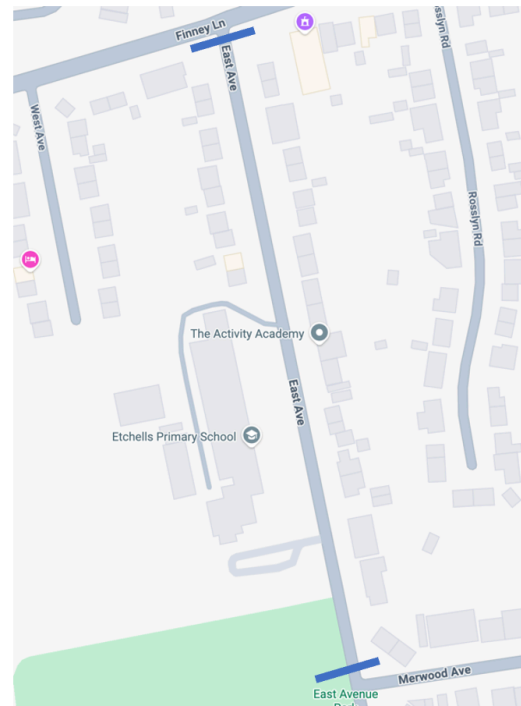 Finney Ln
East Ave
Rosslyn Rd
West Ave
Rosslyn Rd
The Activity Academy
East Ave
Etchells Primary School
Merwood Ave
East Avenue